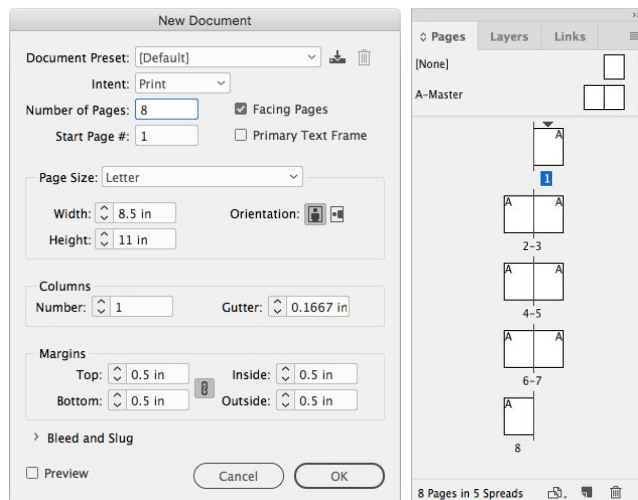 New Document
Document Preset: [Default]
Intent: Print
Number of Pages: 8
Facing Pages
Start Page #: 1
Primary Text Frame
Page Size: Letter
Width: 8.5 in
Orientation:
Height: 11 in
Columns
Number: 1
Gutter: 0.1667 in
Margins
Top: 0.5 in
Inside: 0.5 in
Bottom: 0.5 in
Outside: 0.5 in
> Bleed and Slug
Preview
Cancel
OK
Pages Layers Links
[None]
A-Master
A
1
A A
2-3
A A
4-5
A A
6-7
A
8
8 Pages in 5 Spreads